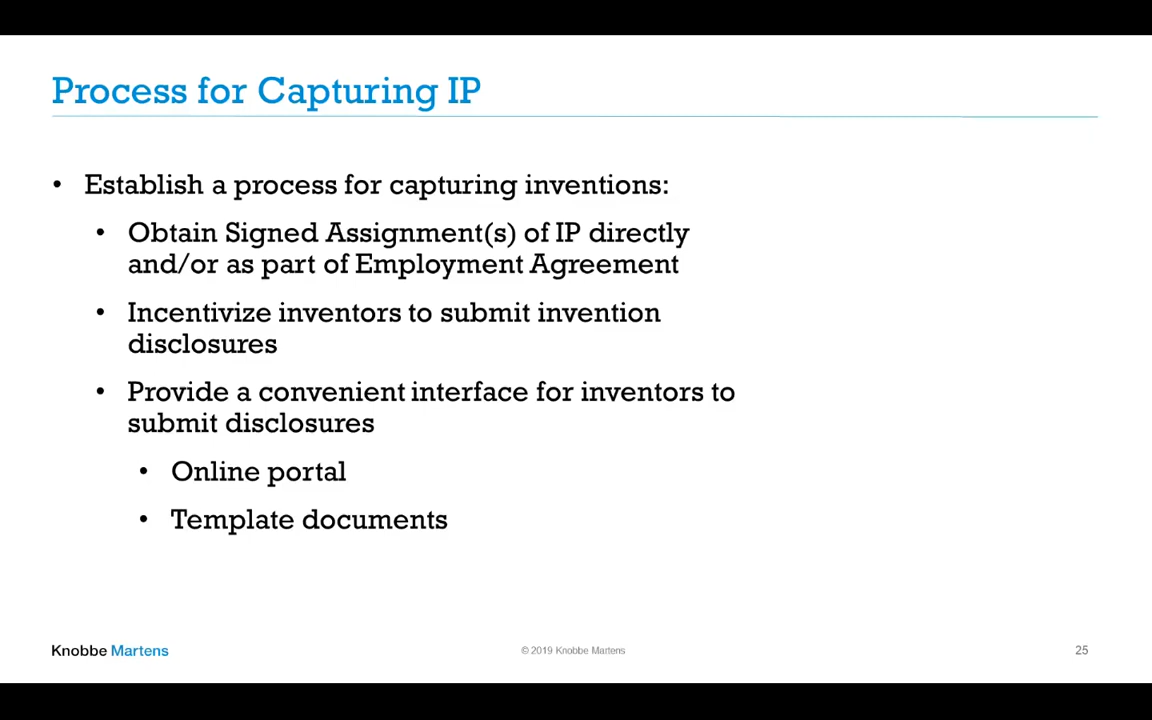 Process for Capturing IP
• Establish a process for capturing inventions:
• Obtain Signed Assignment(s) of IP directly
and/or as part of Employment Agreement
• Incentivize inventors to submit invention
disclosures
• Provide a convenient interface for inventors to
submit disclosures
• Online portal
• Template documents
Knobbe Martens
© 2019 Knobbe Martens
25